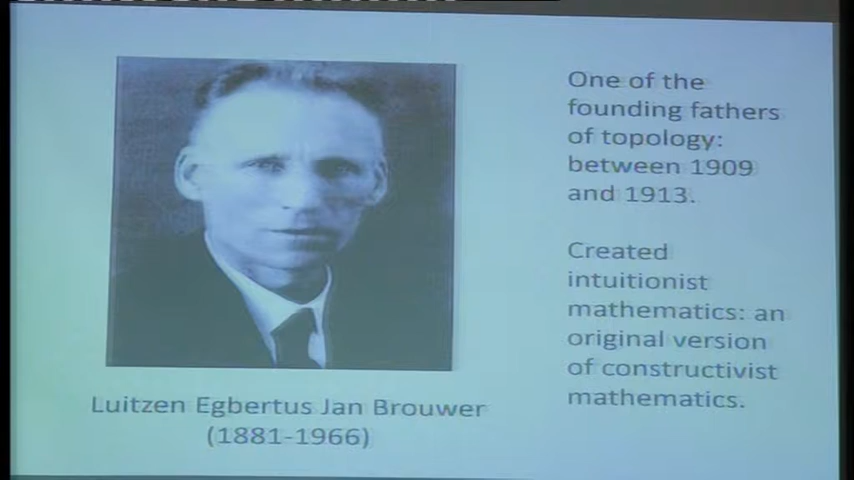 One of the
founding fathers
of topology:
between 1909
and 1913.
Created
intuitionist
mathematics: an
original version
of constructivist
mathematics.
Luitzen Egbertus Jan Brouwer
(1881-1966)